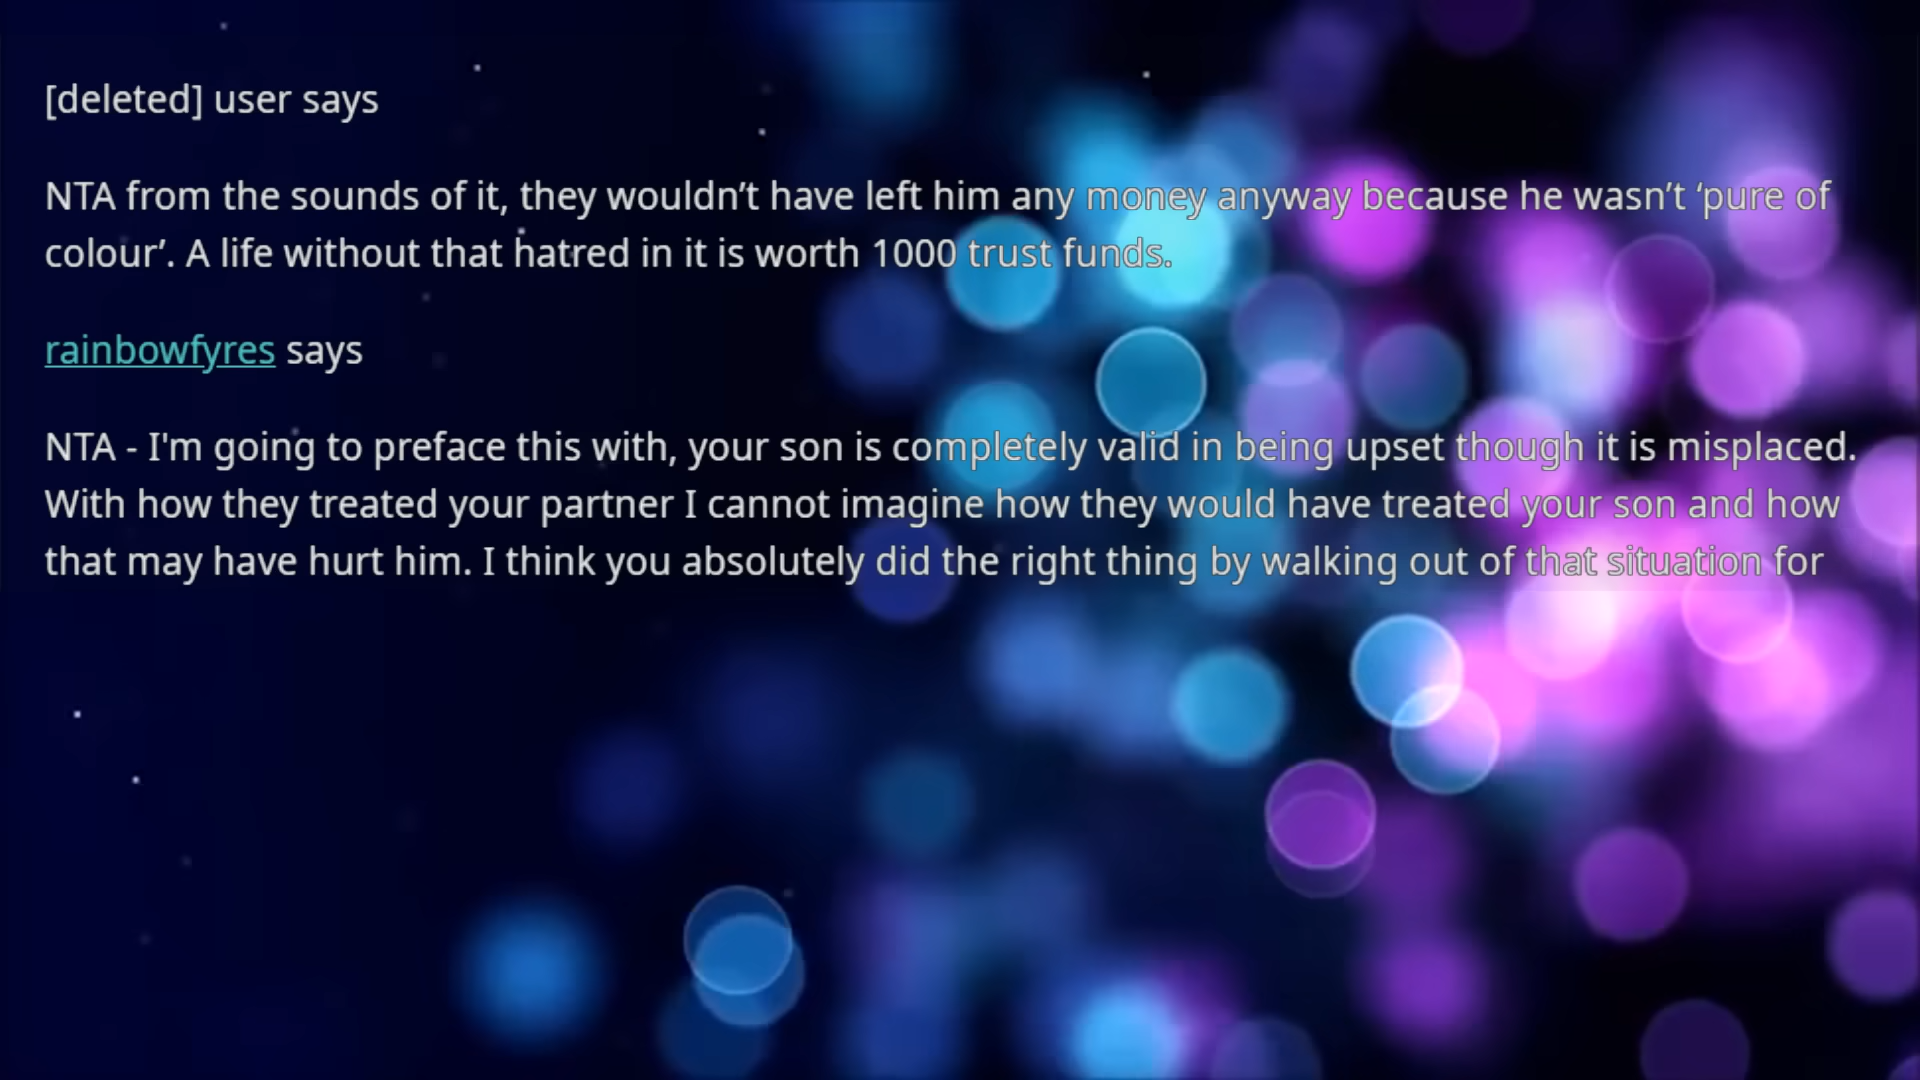 [deleted] user says
NTA from the sounds of it, they wouldn’t have left him any money anyway because he wasn’t ‘pure of
colour’. A life without that hatred in it is worth 1000 trust funds.
rainbowfyres says
NTA - I'm going to preface this with, your son is completely valid in being upset though it is misplaced.
With how they treated your partner I cannot imagine how they would have treated your son and how
that may have hurt him. I think you absolutely did the right thing by walking out of that situation for